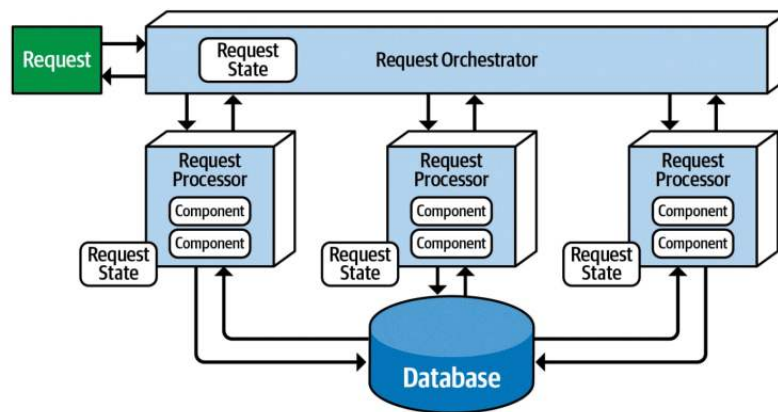 Request
Request
State
Request Orchestrator
Request
Processor
Component
Component
Request
State
Request
Processor
Component
Component
Request
State
Request
Processor
Component
Component
Request
State
Database